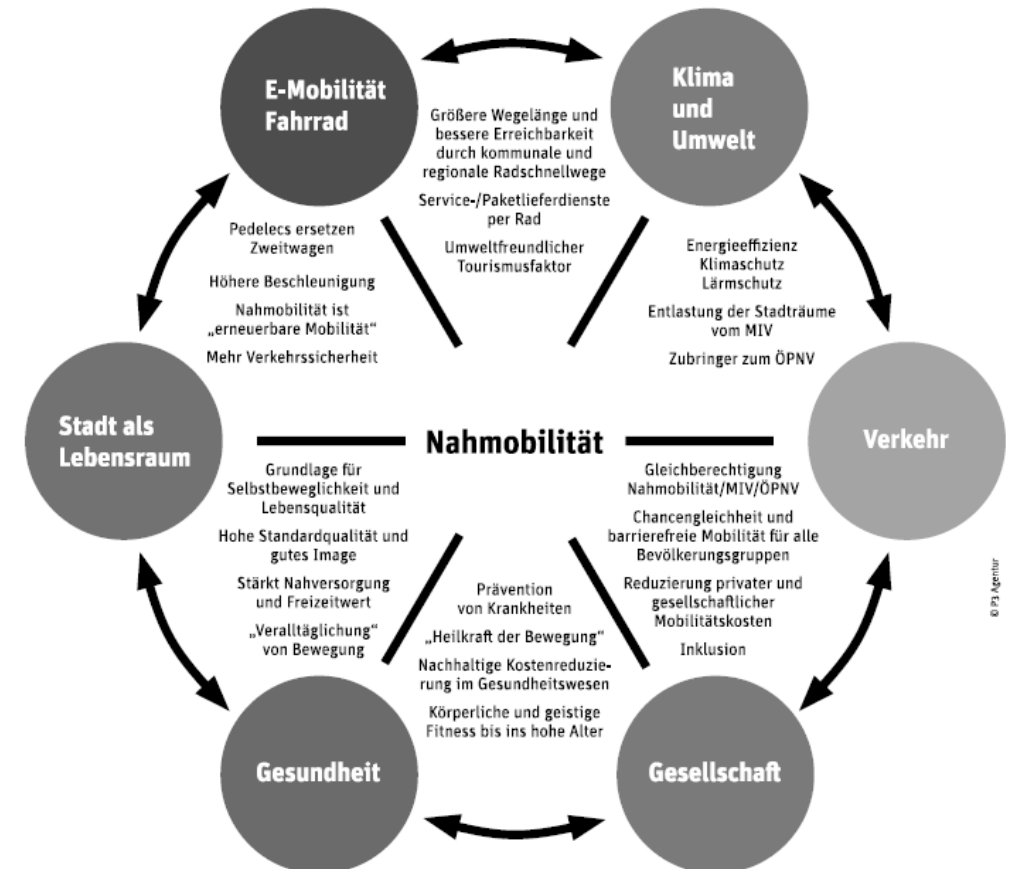 E-Mobilität
Fahrrad
Klima
und
Umwelt
Größere Wegelänge und
bessere Erreichbarkeit
durch kommunale und
regionale Radschnellwege
Service-/Paketlieferdienste
per Rad
Umweltfreundlicher
Tourismusfaktor
Pedelecs ersetzen
Zweitwagen
Höhere Beschleunigung
Nahmobilität ist
„erneuerbare Mobilität“
Mehr Verkehrssicherheit
Energieeffizienz
Klimaschutz
Lärmschutz
Entlastung der Stadträume
vom MIV
Zubringer zum ÖPNV
Stadt als
Lebensraum
Nahmobilität
Verkehr
Grundlage für
Selbstbeweglichkeit und
Lebensqualität
Hohe Standardqualität und
gutes Image
Stärkt Nahversorgung
und Freizeitwert
„Veralltäglichung“
von Bewegung
Gleichberechtigung
Nahmobilität/MIV/ÖPNV
Chancengleichheit und
barrierefreie Mobilität für alle
Bevölkerungsgruppen
Reduzierung privater und
gesellschaftlicher
Mobilitätskosten
Inklusion
Prävention
von Krankheiten
„Heilkraft der Bewegung“
Nachhaltige Kostenreduzie-
rung im Gesundheitswesen
Körperliche und geistige
Fitness bis ins hohe Alter
Gesundheit
Gesellschaft
© P3 Agentur